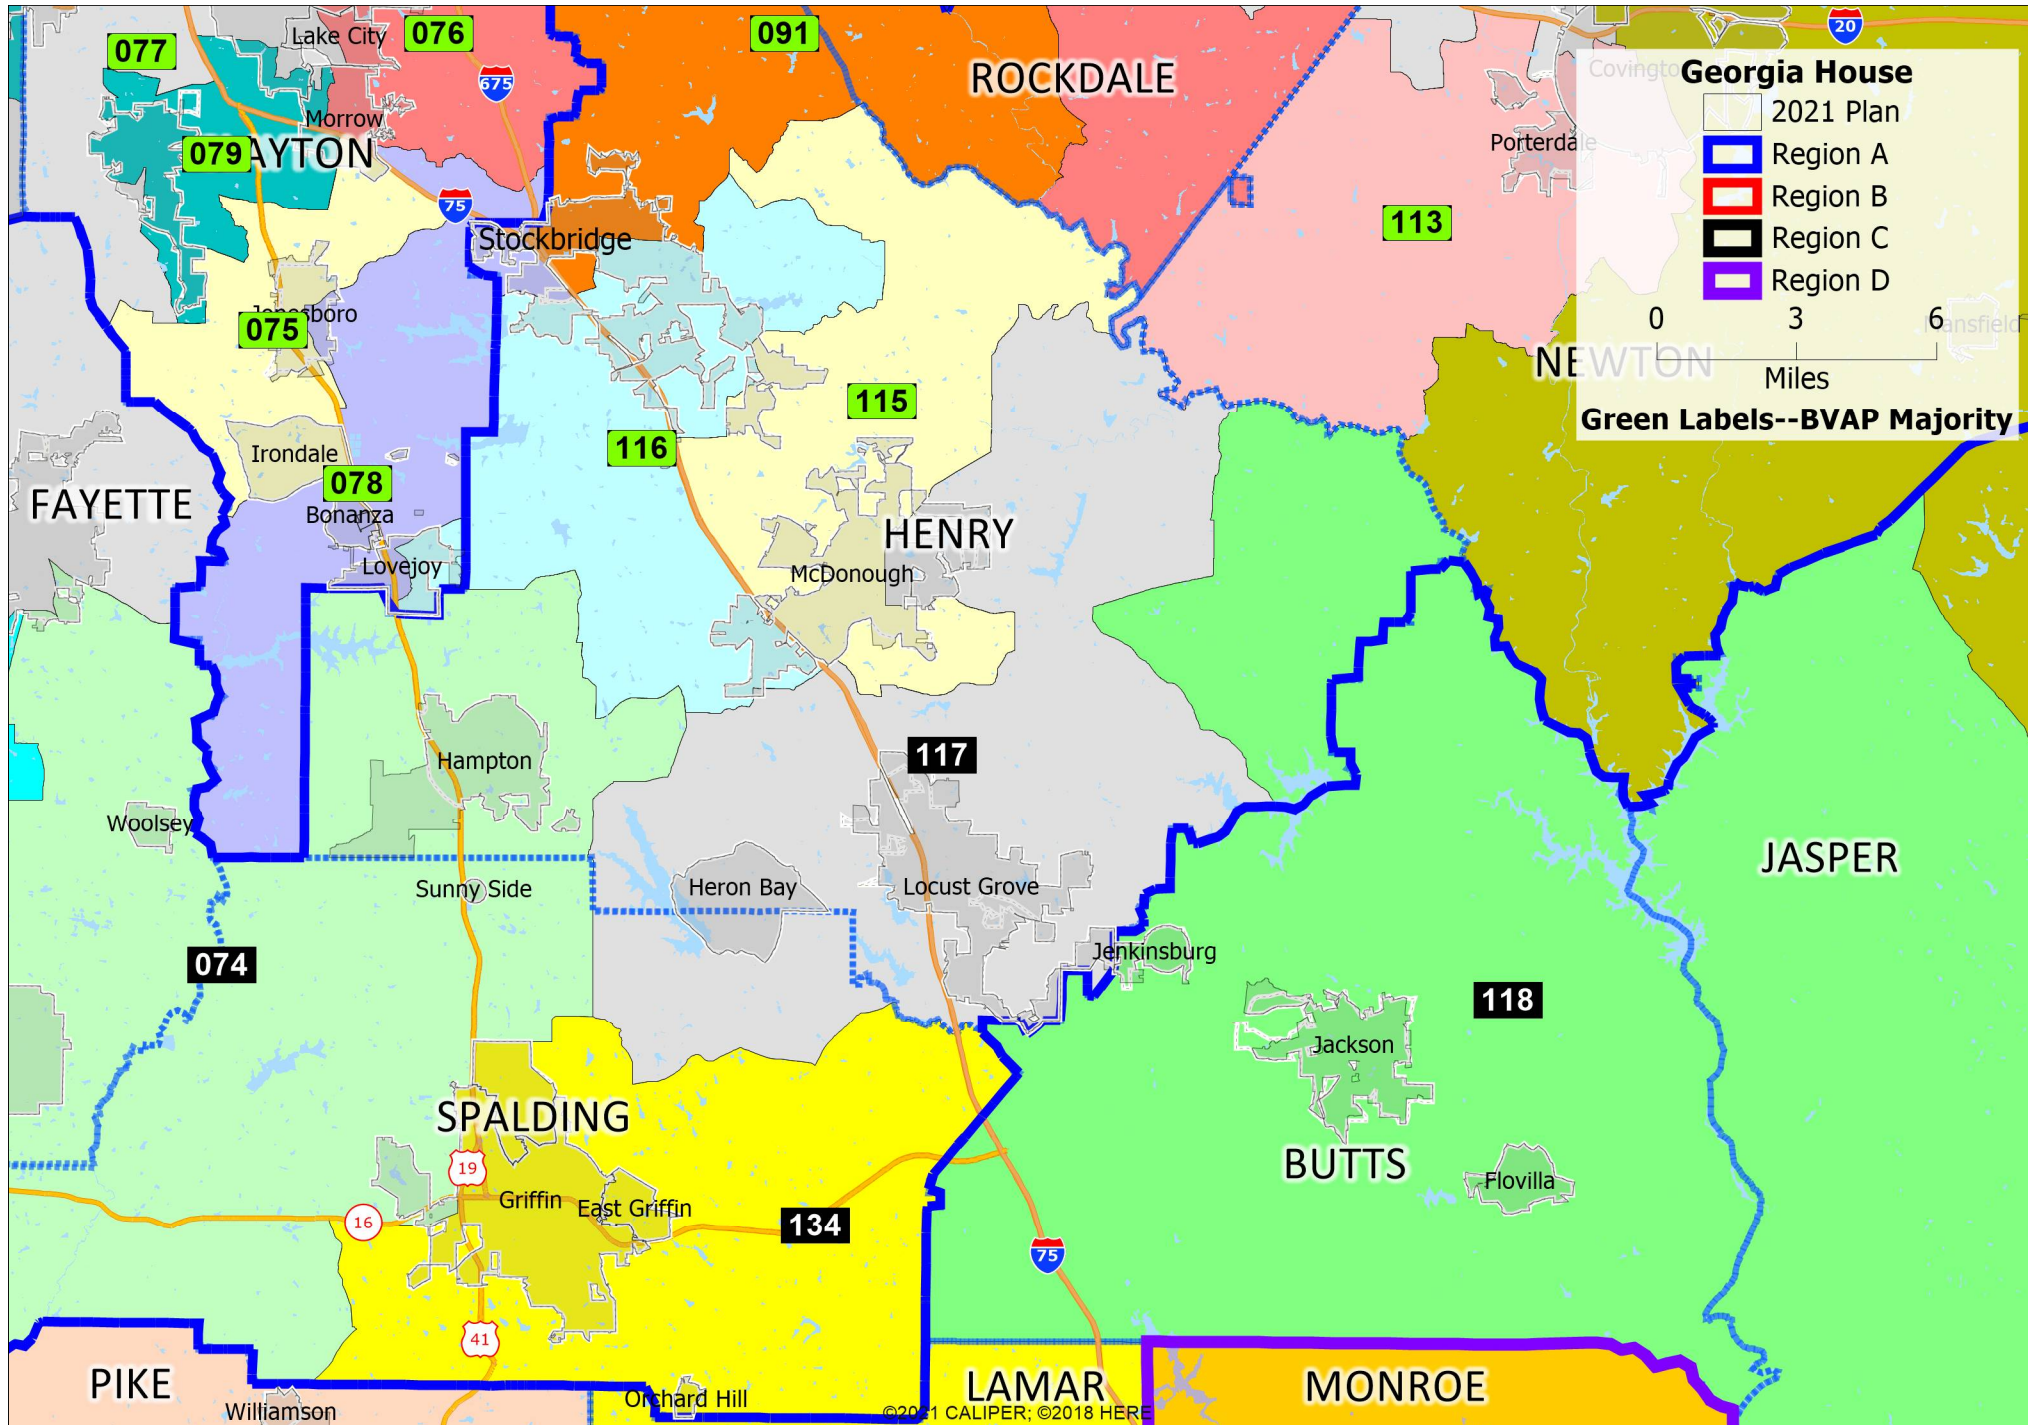 077
Lake City
076
091
20
ROCKDALE
Covington
Georgia House
2021 Plan
Region A
Region B
Region C
Region D
0 3 6
Miles
Green Labels--BVAP Majority
675
Morrow
Porterdale
079
AYTON
75
113
Stockbridge
Jonesboro
075
Mansfield
NEWTON
115
116
Irondale
078
FAYETTE
Bonanza
HENRY
Lovejoy
McDonough
117
Hampton
Woolsey
JASPER
Sunny Side
Heron Bay
Locust Grove
074
Jenkinsburg
118
Jackson
SPALDING
19
BUTTS
Flovilla
Griffin
East Griffin
16
134
75
41
PIKE
LAMAR
MONROE
Orchard Hill
Williamson
©2021 CALIPER; ©2018 HERE